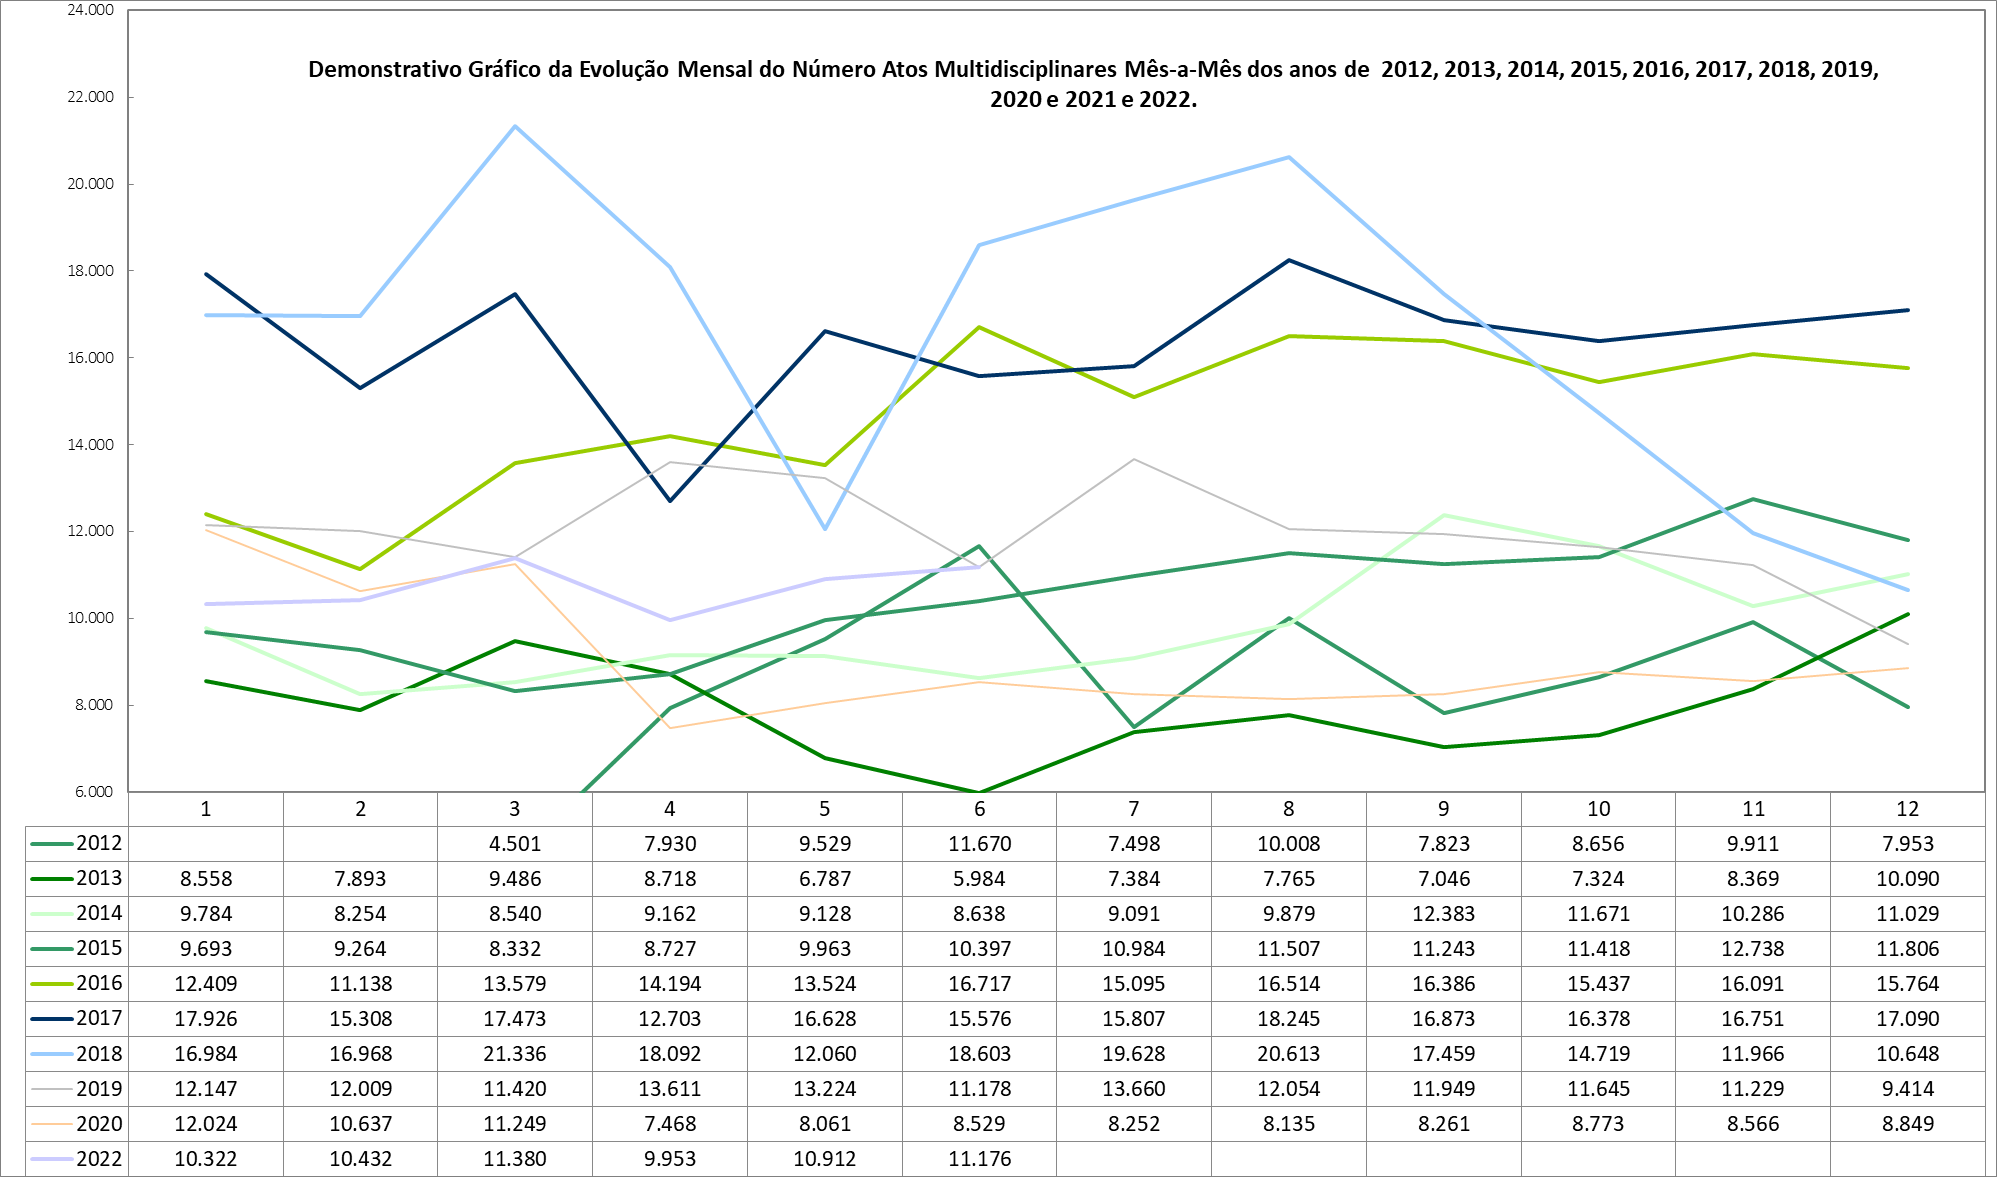 24.000
Demonstrativo Gráfico da Evolução Mensal do Número Atos Multidisciplinares Mês-a-Mês dos anos de 2012, 2013, 2014, 2015, 2016, 2017, 2018, 2019,
2020 e 2021 e 2022.
22.000
20.000
18.000
16.000
14.000
12.000
10.000
8.000
6.000
1 2 3 4 5 6 7 8 9 10 11 12
2012 4.501 7.930 9.529 11.670 7.498 10.008 7.823 8.656 9.911 7.953
2013 8.558 7.893 9.486 8.718 6.787 5.984 7.384 7.765 7.046 7.324 8.369 10.090
2014 9.784 8.254 8.540 9.162 9.128 8.638 9.091 9.879 12.383 11.671 10.286 11.029
2015 9.693 9.264 8.332 8.727 9.963 10.397 10.984 11.507 11.243 11.418 12.738 11.806
2016 12.409 11.138 13.579 14.194 13.524 16.717 15.095 16.514 16.386 15.437 16.091 15.764
2017 17.926 15.308 17.473 12.703 16.628 15.576 15.807 18.245 16.873 16.378 16.751 17.090
2018 16.984 16.968 21.336 18.092 12.060 18.603 19.628 20.613 17.459 14.719 11.966 10.648
2019 12.147 12.009 11.420 13.611 13.224 11.178 13.660 12.054 11.949 11.645 11.229 9.414
2020 12.024 10.637 11.249 7.468 8.061 8.529 8.252 8.135 8.261 8.773 8.566 8.849
2022 10.322 10.432 11.380 9.953 10.912 11.176